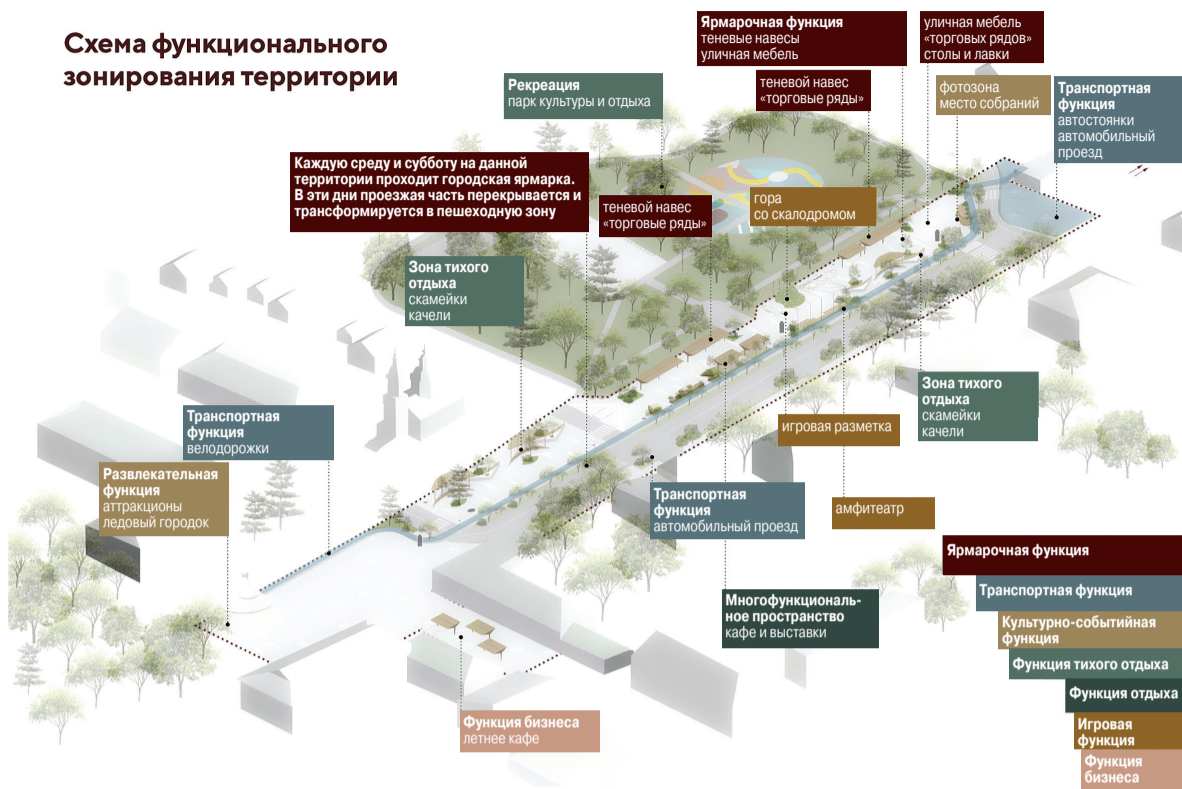 Схема функционального
зонирования территории
Ярмарочная функция
теневые навесы
уличная мебель
уличная мебель
«торговых рядов»
столы и лавки
Рекреация
парк культуры и отдыха
теневой навес
«торговые ряды»
фотозона
место собраний
Транспортная
функция
автостоянки
автомобильный
проезд
Каждую среду и субботу на данной
территории проходит городская ярмарка.
В эти дни проезжая часть перекрывается и
трансформируется в пешеходную зону
теневой навес
«торговые ряды»
гора
со скалодромом
Зона тихого
отдыха
скамейки
качели
Зона тихого
отдыха
скамейки
качели
Транспортная
функция
велодорожки
игровая разметка
Развлекательная
функция
аттракционы
ледовый городок
Транспортная
функция
автомобильный проезд
амфитеатр
Многофункциональ-
ное пространство
кафе и выставки
Функция бизнеса
летнее кафе
Ярмарочная функция
Транспортная функция
Культурно-событийная
функция
Функция тихого отдыха
Функция отдыха
Игровая
функция
Функция
бизнеса